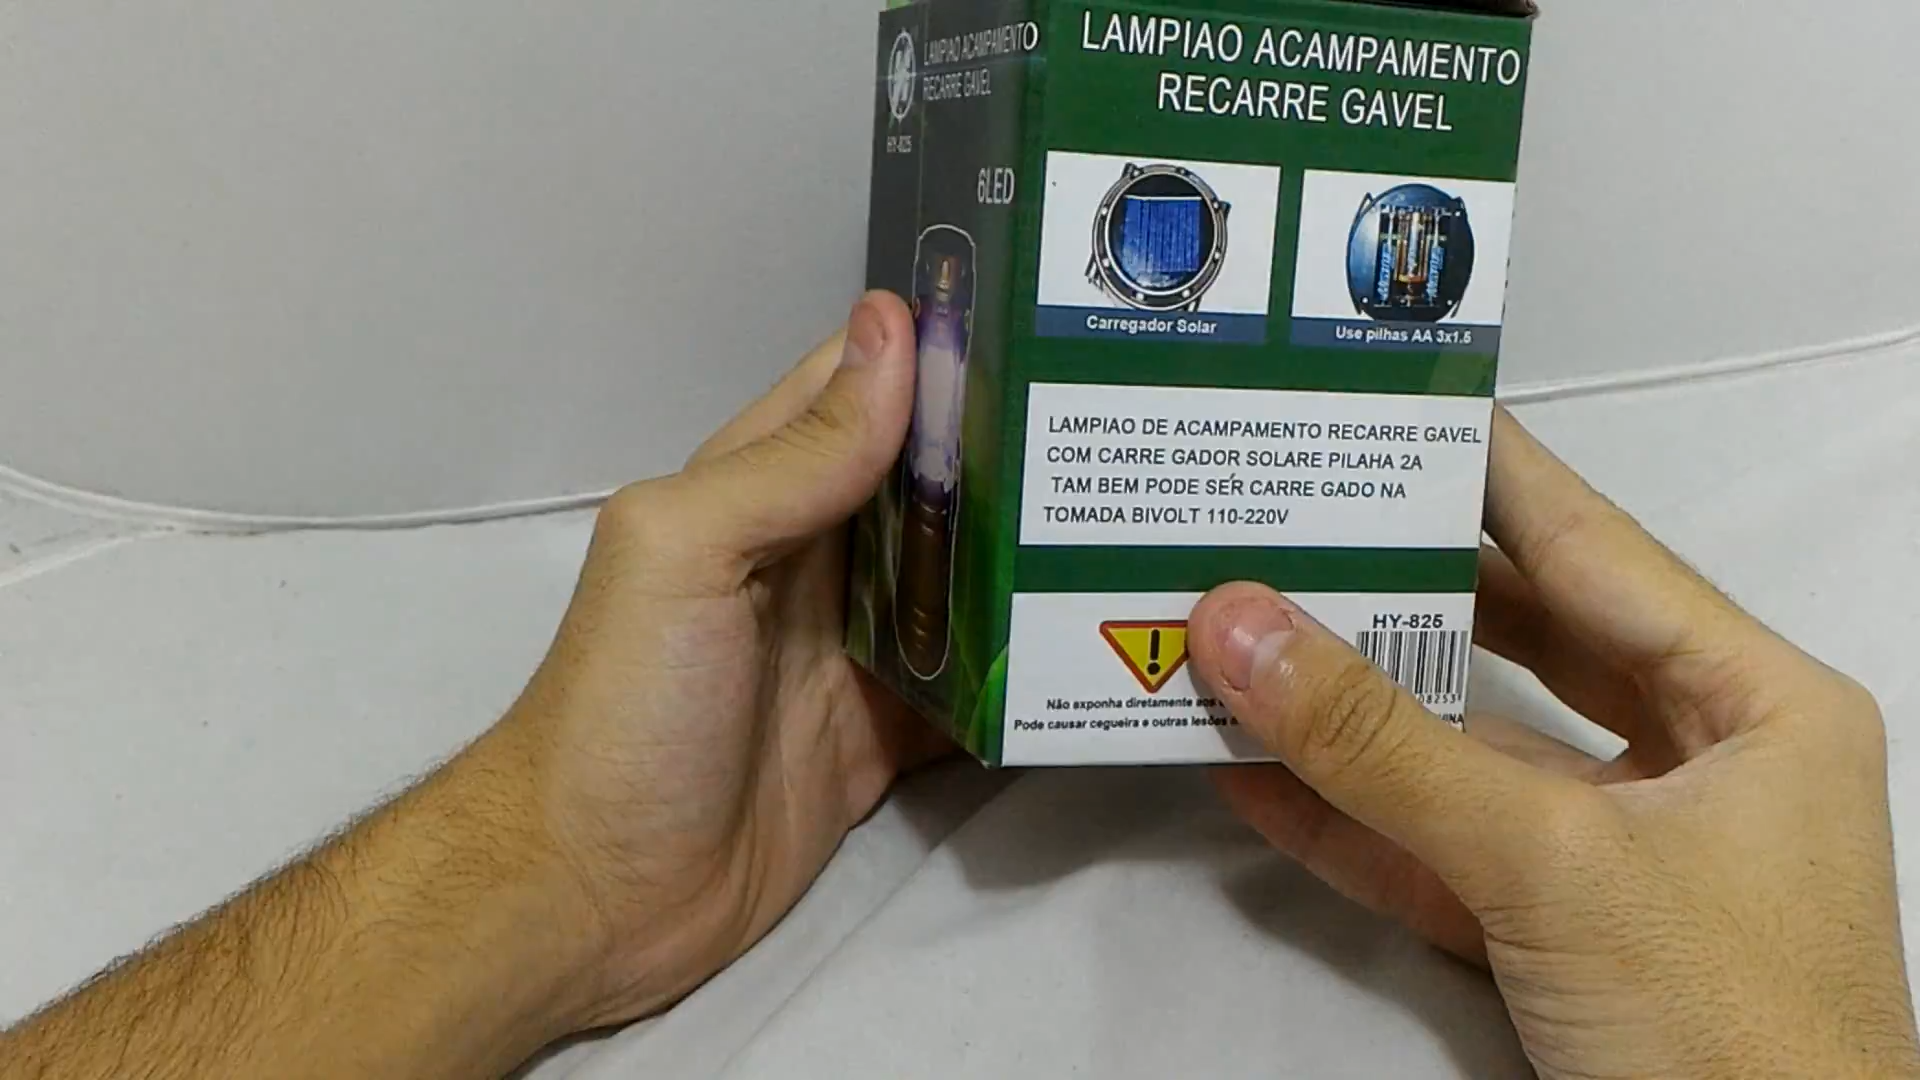 LAMPIAO ACAMPAMENTO
RECARRE GAVEL
HY-825
6LED
LAMPIAO ACAMPAMENTO
RECARRE GAVEL
Carregador Solar
Use pilhas AA 3x1.5
LAMPIAO DE ACAMPAMENTO RECARRE GAVEL
COM CARRE GADOR SOLARE PILAHA 2A
TAM BEM PODE SER CARRE GADO NA
TOMADA BIVOLT 110-220V
HY-825
Não exponha diretamente aos
Pode causar cegueira e outras lesões